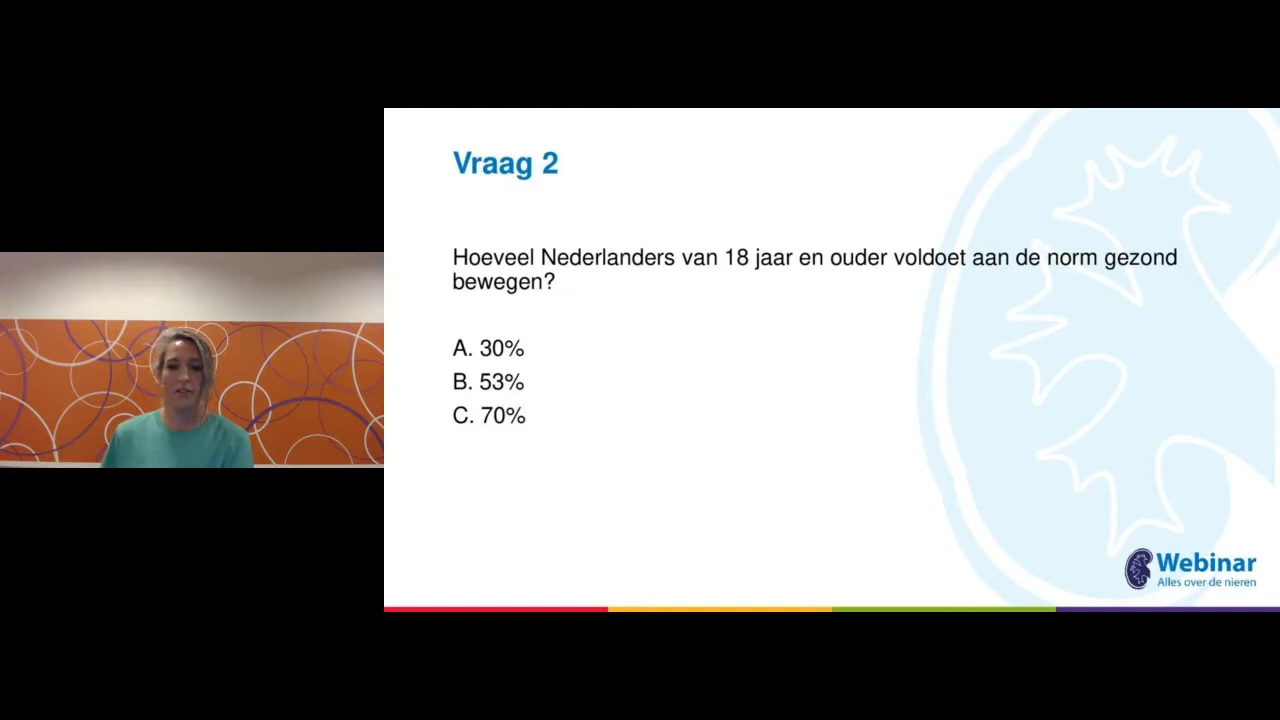 Vraag 2
Hoeveel Nederlanders van 18 jaar en ouder voldoet aan de norm gezond
bewegen?
A. 30%
B. 53%
C. 70%
Webinar
Alles over de nieren